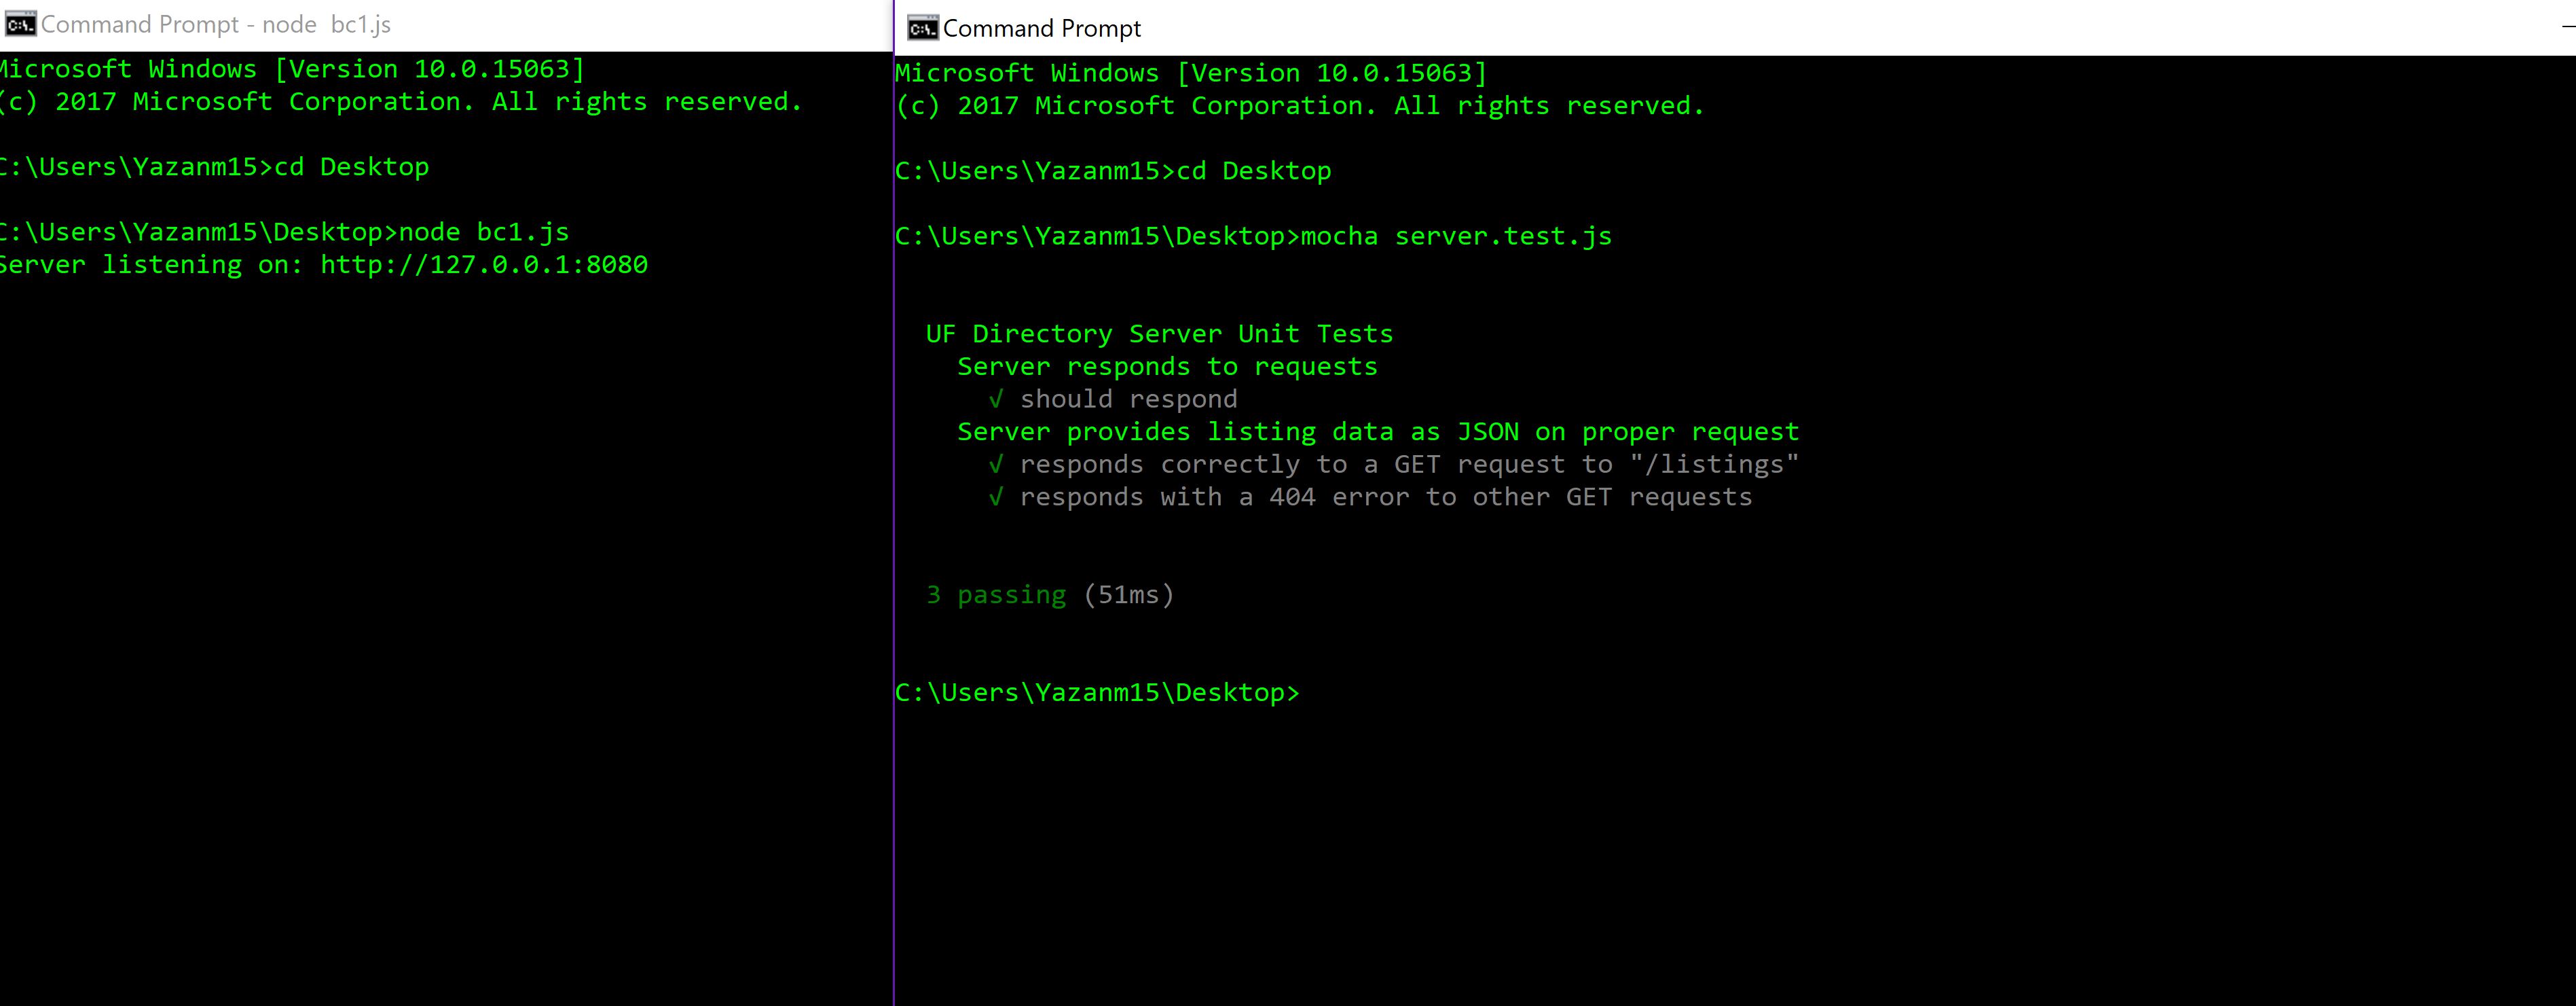 Command Prompt - node  bc1.js
Microsoft Windows [Version 10.0.15063]
(c) 2017 Microsoft Corporation. All rights reserved.
C:\Users\Yazanm15>cd Desktop
C:\Users\Yazanm15\Desktop>node bc1.js
Server listening on: http://127.0.0.1:8080
Command Prompt
Microsoft Windows [Version 10.0.15063]
(c) 2017 Microsoft Corporation. All rights reserved.
C:\Users\Yazanm15>cd Desktop
C:\Users\Yazanm15\Desktop>mocha server.test.js
UF Directory Server Unit Tests
Server responds to requests
√ should respond
Server provides listing data as JSON on proper request
√ responds correctly to a GET request to "/listings"
√ responds with a 404 error to other GET requests
3 passing (51ms)
C:\Users\Yazanm15\Desktop>